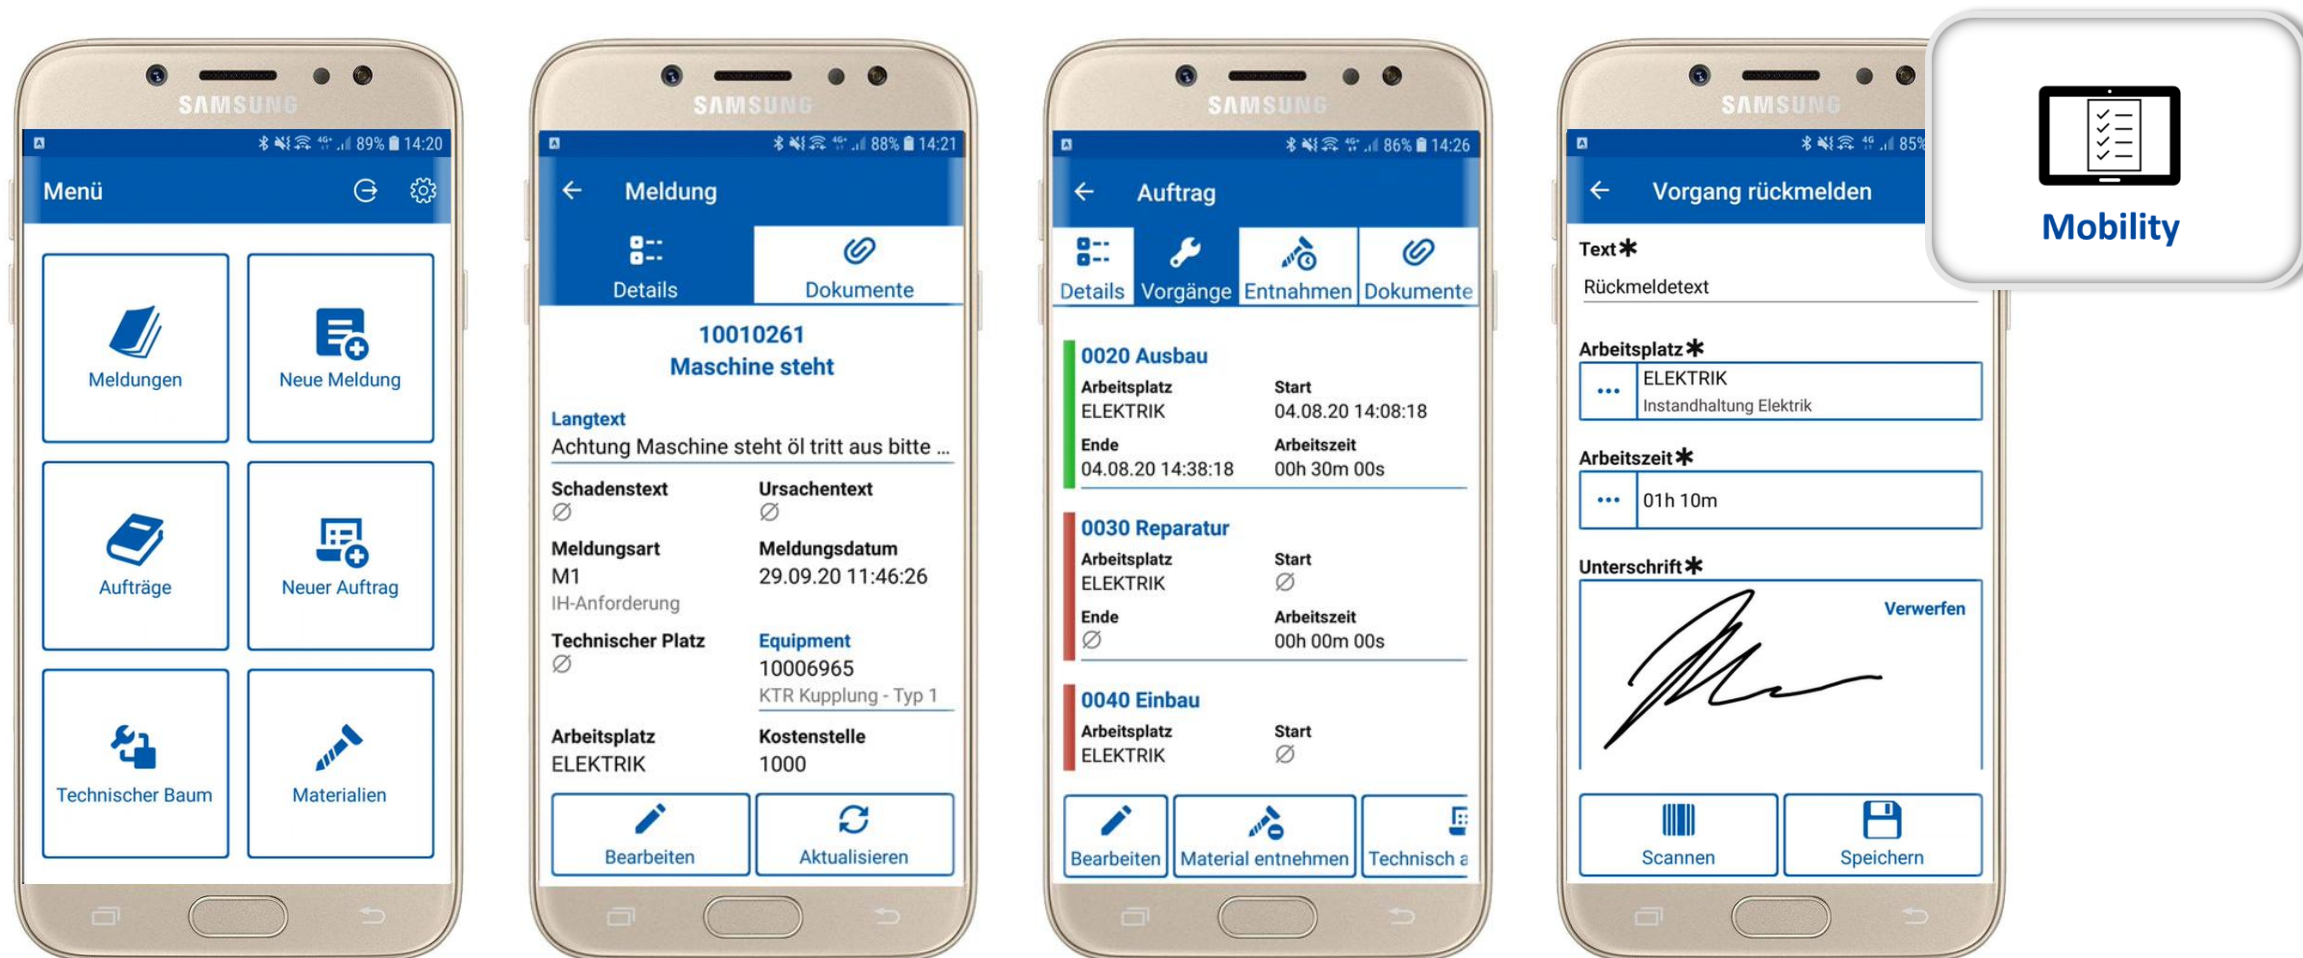 SAMSUNG
89% 14:20
Menü
Meldungen
Neue Meldung
Aufträge
Neuer Auftrag
Technischer Baum
Materialien
SAMSUNG
88% 14:21
Meldung
Details
Dokumente
10010261
Maschine steht
Langtext
Achtung Maschine steht öl tritt aus bitte ...
Schadenstext Ursachentext
Ø Ø
Meldungsart Meldungsdatum
M1 29.09.20 11:46:26
IH-Anforderung
Technischer Platz Equipment
Ø 10006965
KTR Kupplung - Typ 1
Arbeitsplatz Kostenstelle
ELEKTRIK 1000
Bearbeiten Aktualisieren
SAMSUNG
4G+ 86% 14:26
Auftrag
Details Vorgänge Entnahmen Dokumente
0020 Ausbau
Arbeitsplatz Start
ELEKTRIK 04.08.20 14:08:18
Ende Arbeitszeit
04.08.20 14:38:18 00h 30m 00s
0030 Reparatur
Arbeitsplatz Start
ELEKTRIK Ø
Ende Arbeitszeit
Ø 00h 00m 00s
0040 Einbau
Arbeitsplatz Start
ELEKTRIK Ø
Bearbeiten Material entnehmen Technisch a
SAMSUNG
4G 85%
Vorgang rückmelden
Text*
Rückmeldetext
Arbeitsplatz*
... ELEKTRIK
Instandhaltung Elektrik
Arbeitszeit*
... 01h 10m
Unterschrift*
Verwerfen
Scannen Speichern
Mobility